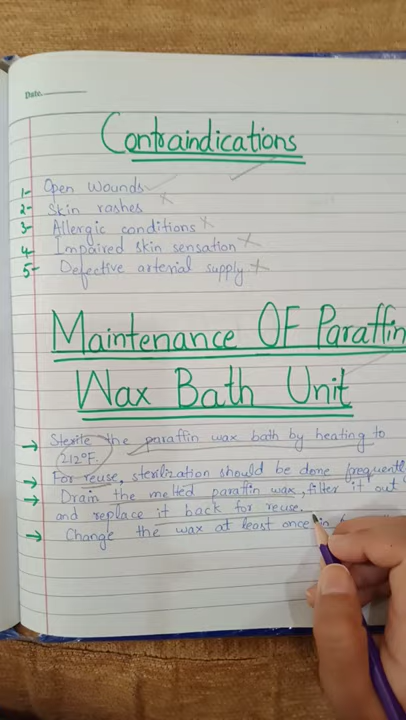 Date.
Contraindications
1- Open Wounds
2- Skin rashes
3- Allergic conditions
4- Impaired skin sensation
5- Defective arterial supply
Maintenance OF Paraffin
Wax Bath Unit
→ Sterite the paraffin wax bath by heating to
212°F.
→ For reuse, sterilization should be done frequently
→ Drain the melted paraffin wax, filter it out
and replace it back for reuse.
→ Change the wax at least once in